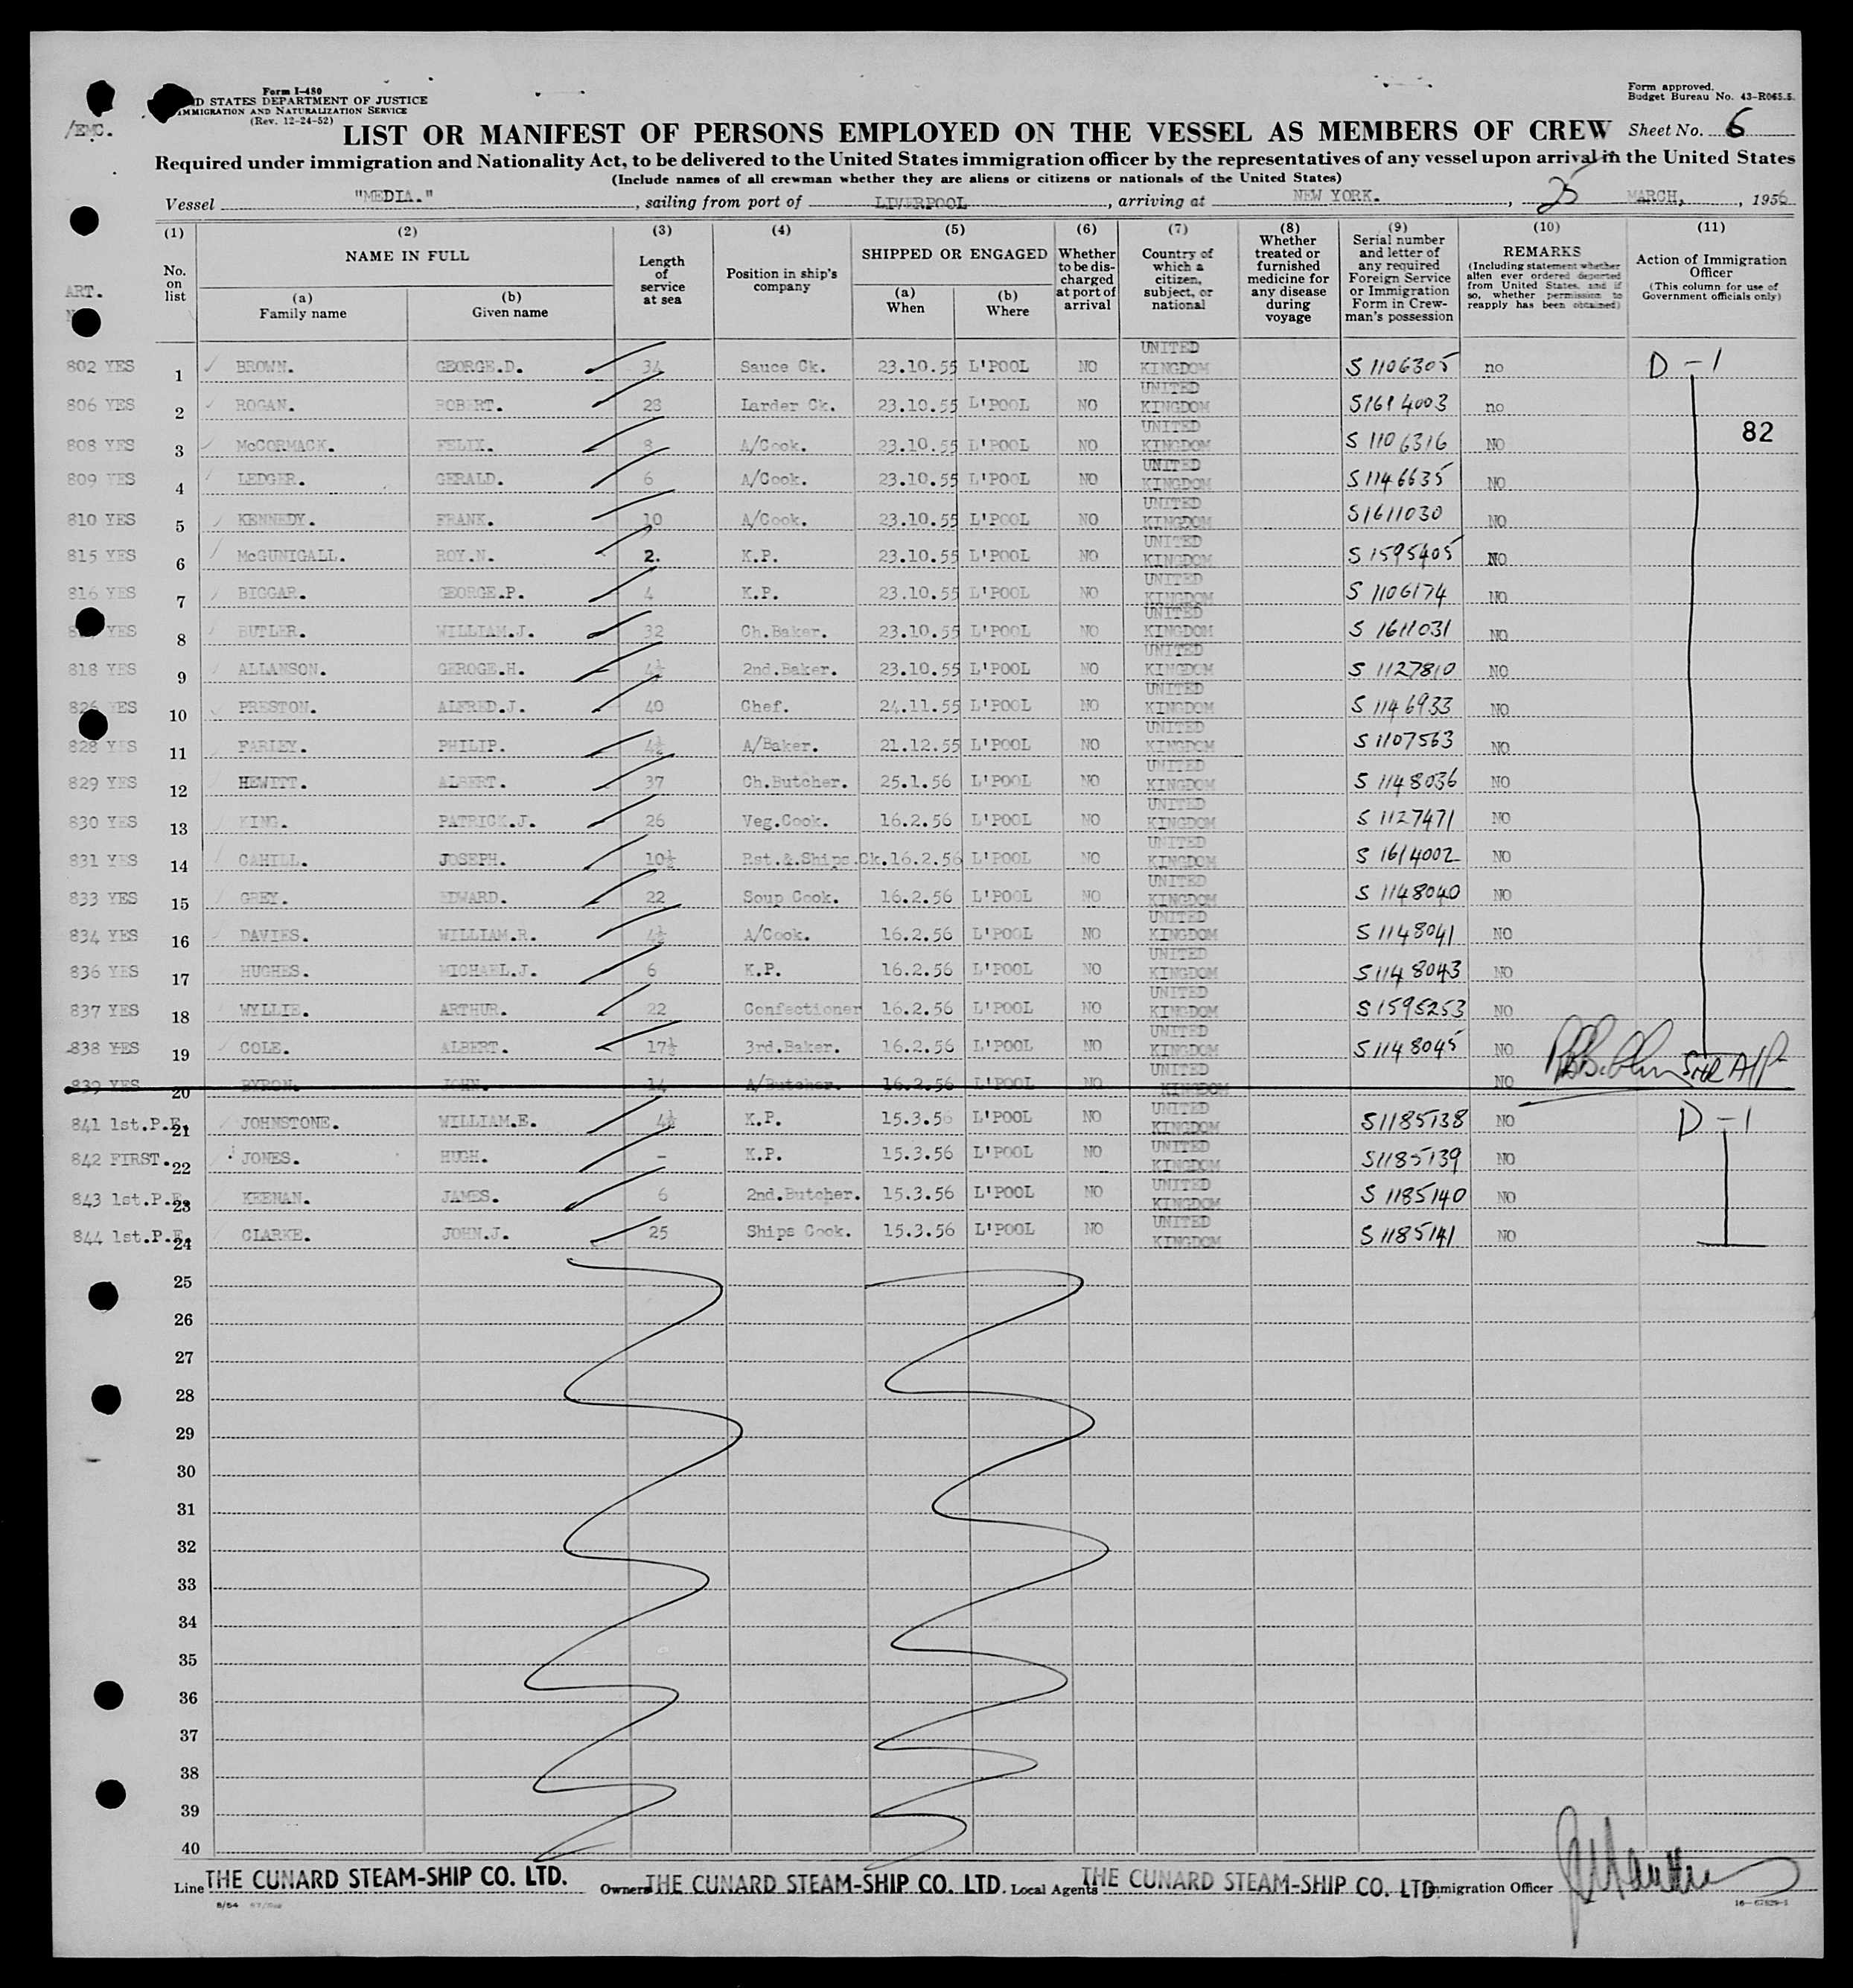 Form I-480
D STATES DEPARTMENT OF JUSTICE
IMMIGRATION AND NATURALIZATION SERVICE
(Rev. 12-24-52)
Form approved.
Budget Bureau No. 43-R065.5.
/EMC.
LIST OR MANIFEST OF PERSONS EMPLOYED ON THE VESSEL AS MEMBERS OF CREW Sheet No. 6
Required under immigration and Nationality Act, to be delivered to the United States immigration officer by the representatives of any vessel upon arrival in the United States
(Include names of all crewman whether they are aliens or citizens or nationals of the United States)
Vessel "MEDIA." , sailing from port of LIVERPOOL , arriving at NEW YORK. , 25 MARCH, , 1956
(1) No. on list
(2) NAME IN FULL
(a) Family name
(b) Given name
(3) Length of service at sea
(4) Position in ship's company
(5) SHIPPED OR ENGAGED
(a) When
(b) Where
(6) Whether to be discharged at port of arrival
(7) Country of which a citizen, subject, or national
(8) Whether treated or furnished medicine for any disease during voyage
(9) Serial number and letter of any required Foreign Service or Immigration Form in Crewman's possession
(10) REMARKS (Including statement whether alien ever ordered deported from United States, and if so, whether permission to reapply has been obtained)
(11) Action of Immigration Officer (This column for use of Government officials only)
ART.
802 YES 1 BROWN. GEORGE.D. 34 Sauce Ck. 23.10.55 L'POOL NO UNITED KINGDOM S 1106305 no D-1
806 YES 2 ROGAN. ROBERT. 28 Larder Ck. 23.10.55 L'POOL NO UNITED KINGDOM S1614003 no
82
808 YES 3 McCORMACK. FELIX. 8 A/Cook. 23.10.55 L'POOL NO UNITED KINGDOM S 1106316 NO
809 YES 4 LEDGER. GERALD. 6 A/Cook. 23.10.55 L'POOL NO UNITED KINGDOM S1146635 NO
810 YES 5 KENNEDY. FRANK. 10 A/Cook. 23.10.55 L'POOL NO UNITED KINGDOM S1611030 NO
815 YES 6 McGUNIGALL. ROY.N. 2. K.P. 23.10.55 L'POOL NO UNITED KINGDOM S 1595405 NO
816 YES 7 BIGGAR. GEORGE.P. 4 K.P. 23.10.55 L'POOL NO UNITED KINGDOM S 1106174 NO
YES 8 BUTLER. WILLIAM.J. 32 Ch.Baker. 23.10.55 L'POOL NO UNITED KINGDOM S 1611031 NO
818 YES 9 ALLANSON. GEROGE.H. 4½ 2nd.Baker. 23.10.55 L'POOL NO UNITED KINGDOM S 1127810 NO
826 YES 10 PRESTON. ALFRED.J. 40 Chef. 24.11.55 L'POOL NO UNITED KINGDOM S 1146933 NO
828 YES 11 FARLEY. PHILIP. 4½ A/Baker. 21.12.55 L'POOL NO UNITED KINGDOM S 1107563 NO
829 YES 12 HEWITT. ALBERT. 37 Ch.Butcher. 25.1.56 L'POOL NO UNITED KINGDOM S 1148036 NO
830 YES 13 KING. PATRICK.J. 26 Veg.Cook. 16.2.56 L'POOL NO UNITED KINGDOM S 1127471 NO
831 YES 14 CAHILL. JOSEPH. 10½ Rst.&.Ships.Ck. 16.2.56 L'POOL NO UNITED KINGDOM S 1614002 NO
833 YES 15 GREY. EDWARD. 22 Soup Cook. 16.2.56 L'POOL NO UNITED KINGDOM S 1148040 NO
834 YES 16 DAVIES. WILLIAM.R. 4½ A/Cook. 16.2.56 L'POOL NO UNITED KINGDOM S 1148041 NO
836 YES 17 HUGHES. MICHAEL.J. 6 K.P. 16.2.56 L'POOL NO UNITED KINGDOM S1148043 NO
837 YES 18 WYLLIE. ARTHUR. 22 Confectioner 16.2.56 L'POOL NO UNITED KINGDOM S1595253 NO
838 YES 19 COLE. ALBERT. 17½ 3rd.Baker. 16.2.56 L'POOL NO UNITED KINGDOM S1148045 NO
839 YES 20 BYRON. JOHN. 14 A/Butcher. 16.2.56 L'POOL NO UNITED KINGDOM NO
841 1st.P.E. 21 JOHNSTONE. WILLIAM.E. 4½ K.P. 15.3.56 L'POOL NO UNITED KINGDOM S1185138 NO D-1
842 FIRST. 22 JONES. HUGH. - K.P. 15.3.56 L'POOL NO UNITED KINGDOM S1185139 NO
843 1st.P.E. 23 KEENAN. JAMES. 6 2nd.Butcher. 15.3.56 L'POOL NO UNITED KINGDOM S 1185140 NO
844 1st.P.E. 24 CLARKE. JOHN.J. 25 Ships Cook. 15.3.56 L'POOL NO UNITED KINGDOM S 1185141 NO
25
26
27
28
29
30
31
32
33
34
35
36
37
38
39
40
Line THE CUNARD STEAM-SHIP CO. LTD. Owners THE CUNARD STEAM-SHIP CO. LTD. Local Agents THE CUNARD STEAM-SHIP CO. LTD Immigration Officer
8/54